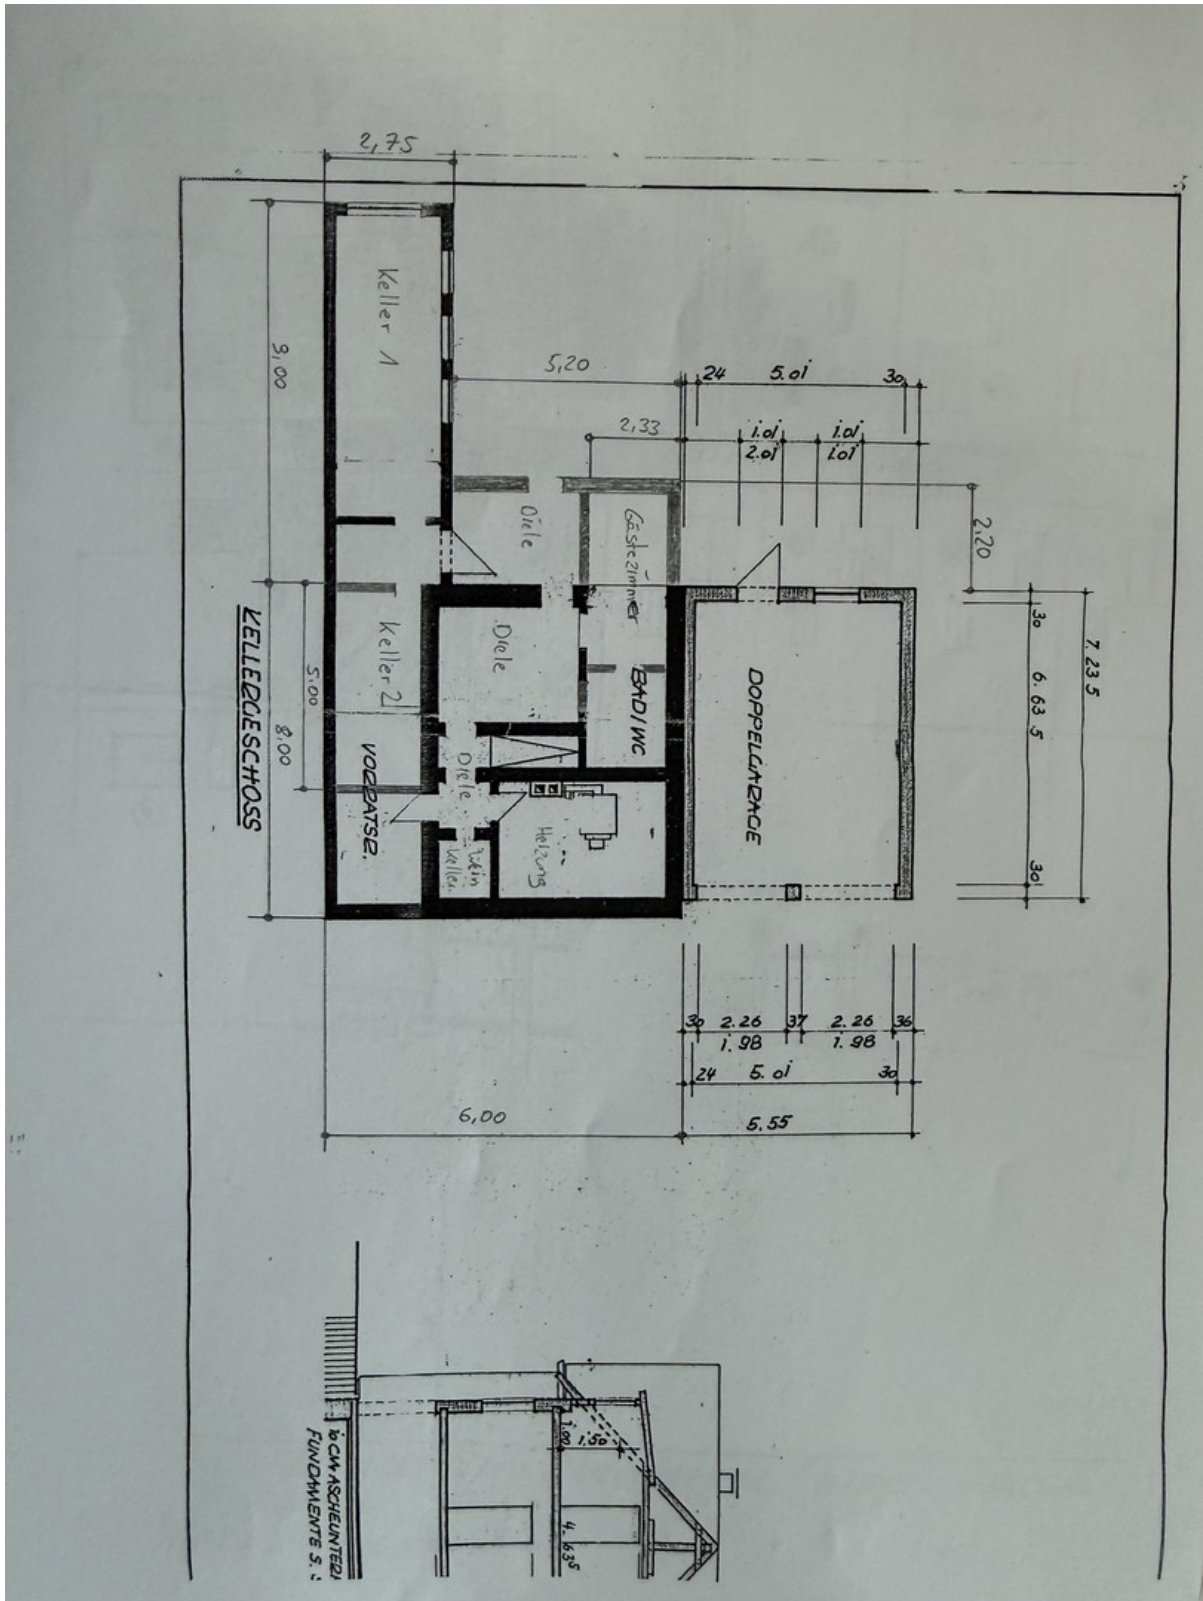 2,75
Keller 1
9,00
5,20
24
5.01
30
2,33
1.01
2.01
1.01
1.01
2,20
Diele
Gästezimmer
30
6.63 5
30
7.23 5
KELLERGESCHOSS
5.00
8,00
Keller 2
Diele
BAD/WC
DOPPELGARAGE
VORRATSR.
Diele
Wein
Keller
Heizung
30
2.26
37
2.26
36
1.98
1.98
24
5.01
30
6,00
5.55
1.00
1.50
4.635
FUNDAMENTE S.